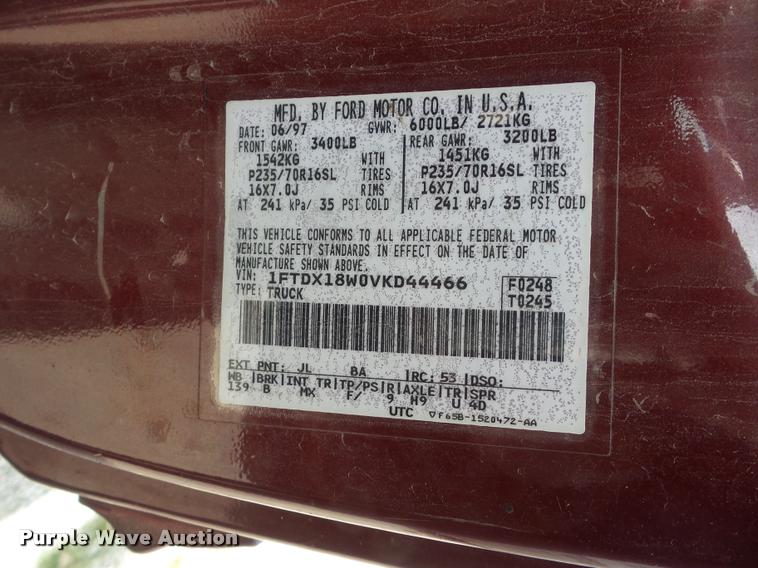 MFD. BY FORD MOTOR CO. IN U.S.A.
DATE: 06/97 GVWR: 6000LB/ 2721KG
FRONT GAWR: 3400LB REAR GAWR: 3200LB
1542KG WITH 1451KG WITH
P235/70R16SL TIRES P235/70R16SL TIRES
16X7.0J RIMS 16X7.0J RIMS
AT 241 kPa/ 35 PSI COLD AT 241 kPa/ 35 PSI COLD
THIS VEHICLE CONFORMS TO ALL APPLICABLE FEDERAL MOTOR
VEHICLE SAFETY STANDARDS IN EFFECT ON THE DATE OF
MANUFACTURE SHOWN ABOVE.
VIN: 1FTDX18W0VKD44466 F0248
TYPE: TRUCK T0245
EXT PNT: JL BA RC: 53 DSO:
WB BRK INT TR TP/PS R AXLE TR SPR
139 B MX F/ 9 H9 U 4D
UTC F65B-1520472-AA
Purple Wave Auction